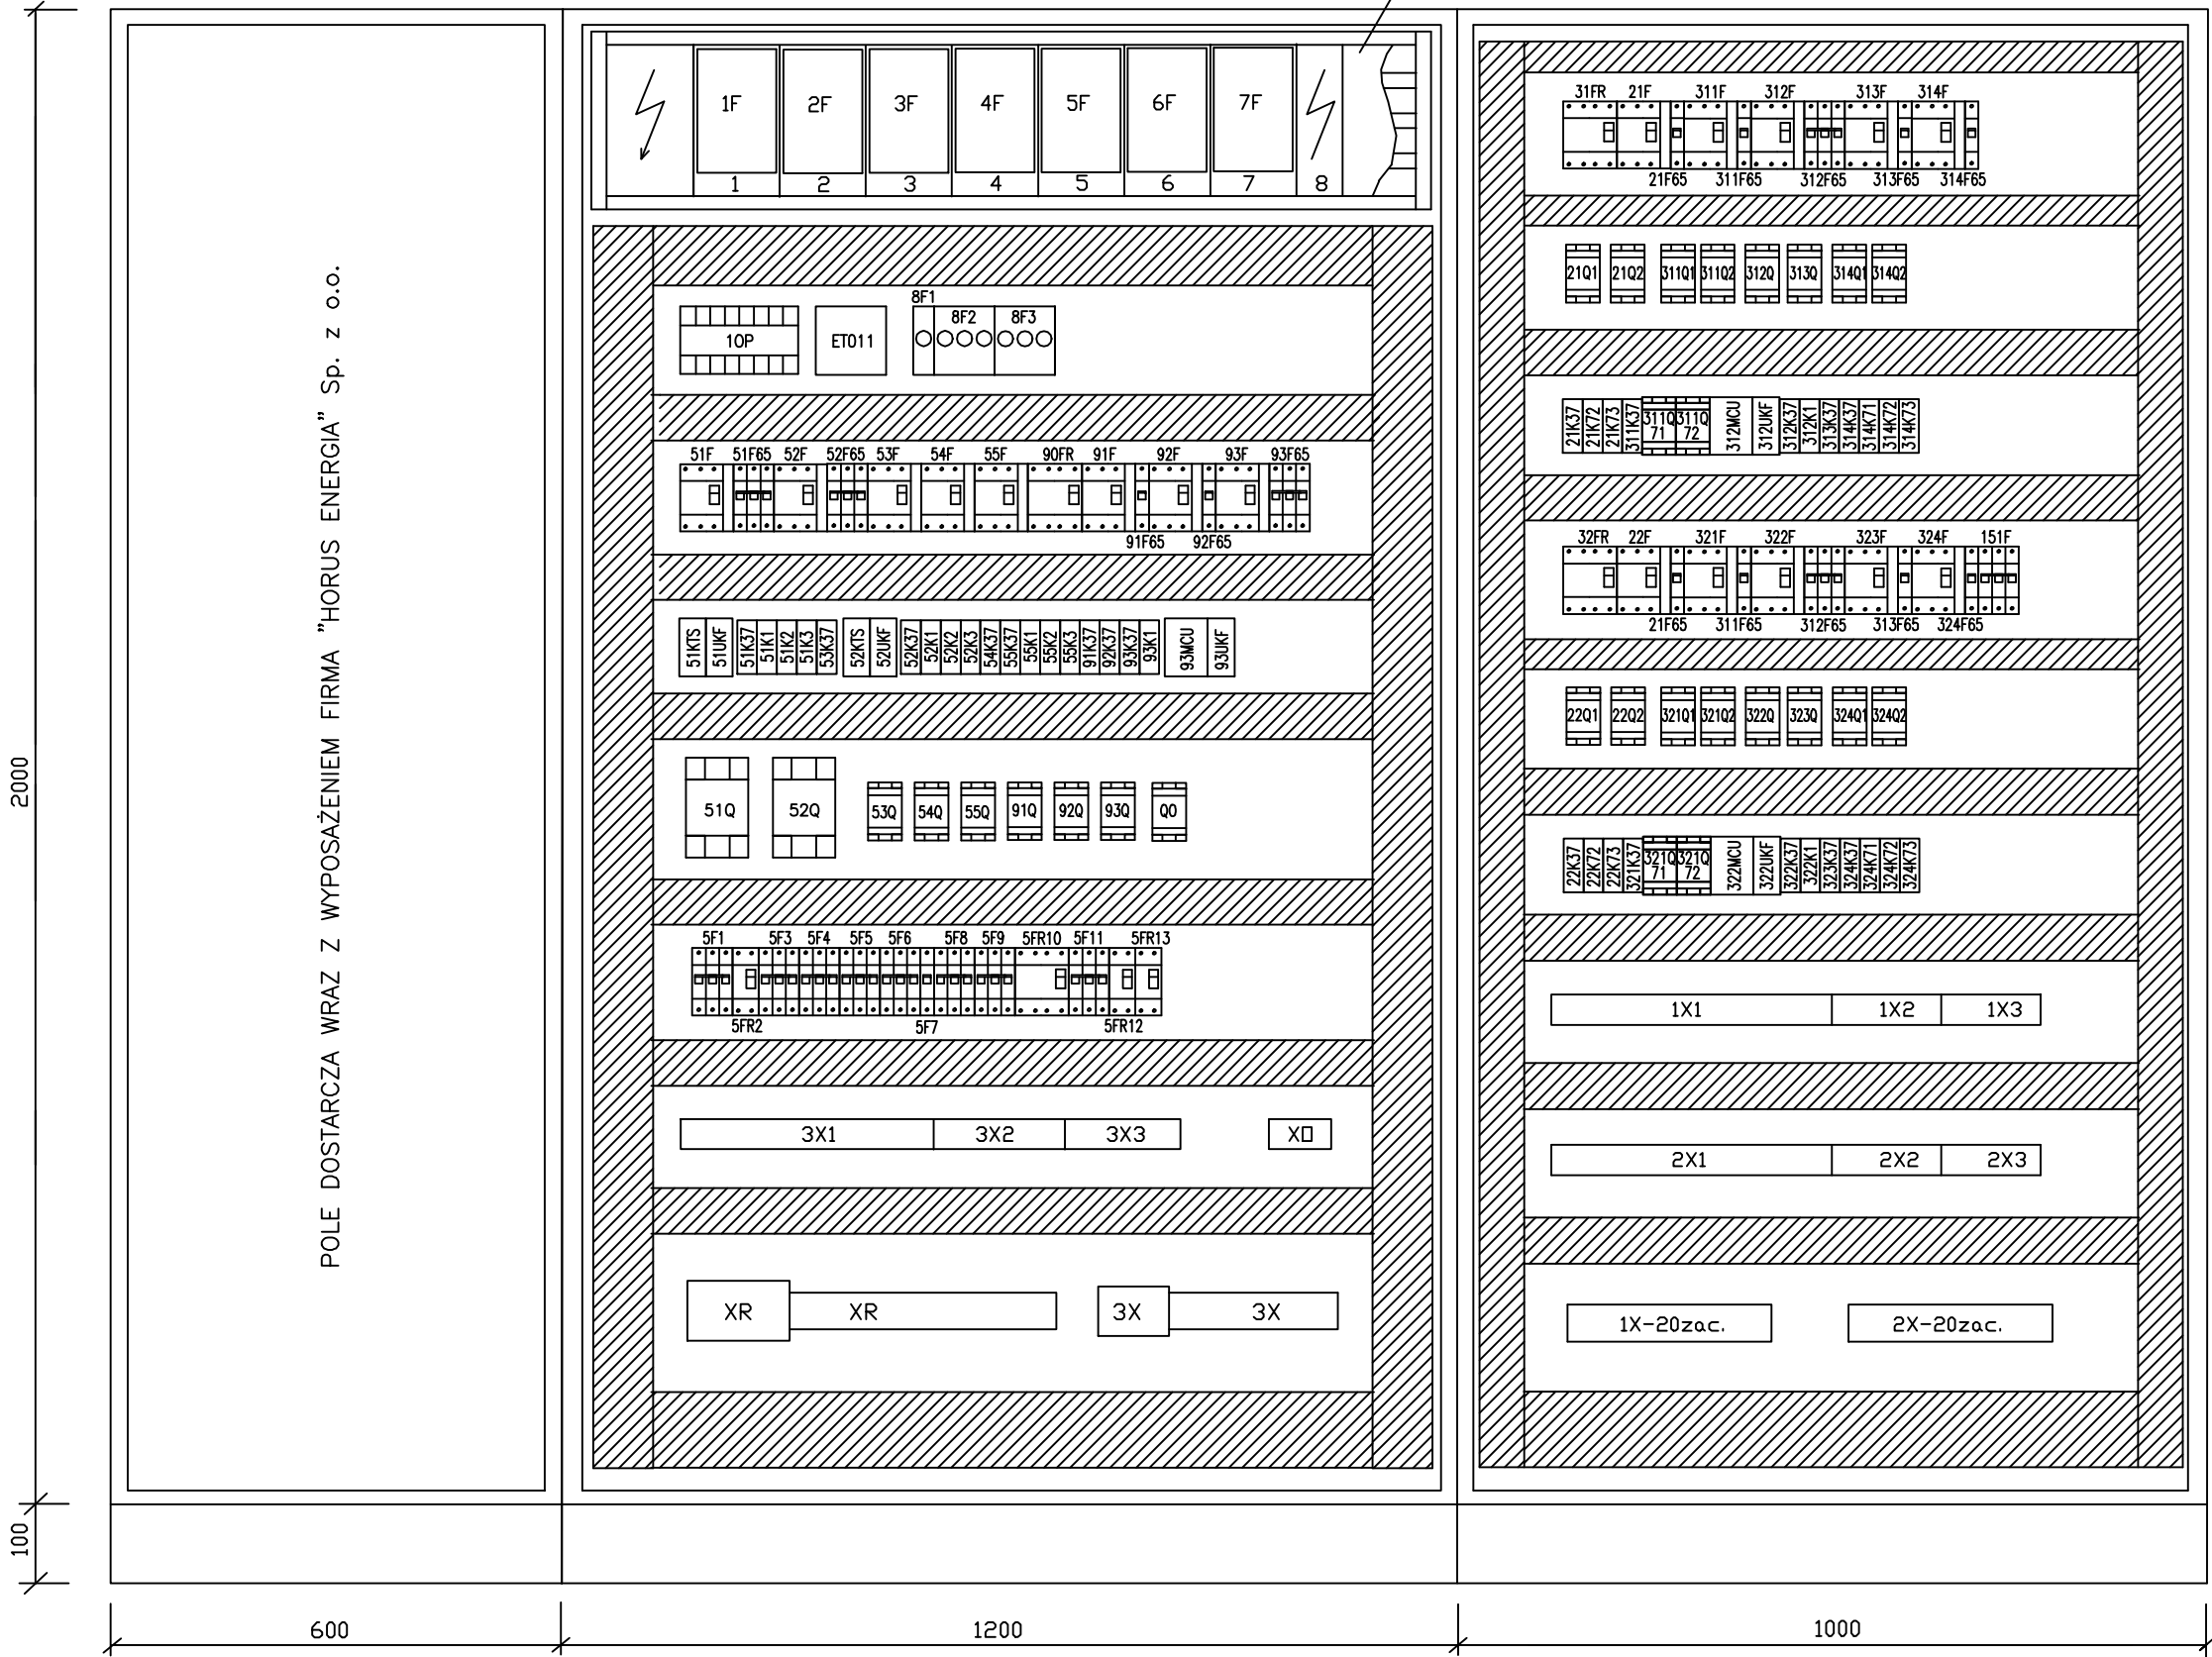 2000
100
600
1200
1000
POLE DOSTARCZA WRAZ Z WYPOSAŻENIEM FIRMA "HORUS ENERGIA" Sp. z o.o.
1F 2F 3F 4F 5F 6F 7F
1 2 3 4 5 6 7 8
8F1
10P ET011 8F2 8F3
51F 51F65 52F 52F65 53F 54F 55F 90FR 91F 92F 93F 93F65
91F65 92F65
51KTS 51UKF 51K37 51K1 51K2 51K3 53K37 52KTS 52UKF 52K37 52K1 52K2 52K3 54K37 55K37 55K1 55K2 55K3 91K37 92K37 93K37 93K1 93MCU 93UKF
51Q 52Q 53Q 54Q 55Q 91Q 92Q 93Q Q0
5F1 5F3 5F4 5F5 5F6 5F8 5F9 5FR10 5F11 5FR13
5FR2 5F7 5FR12
3X1 3X2 3X3 X0
XR XR 3X 3X
31FR 21F 311F 312F 313F 314F
21F65 311F65 312F65 313F65 314F65
21Q1 21Q2 311Q1 311Q2 312Q 313Q 314Q1 314Q2
21K37 21K72 21K73 311K37 311Q 71 311Q 72 312MCU 312UKF 312K37 312K1 313K37 314K37 314K71 314K72 314K73
32FR 22F 321F 322F 323F 324F 151F
21F65 311F65 312F65 313F65 324F65
22Q1 22Q2 321Q1 321Q2 322Q 323Q 324Q1 324Q2
22K37 22K72 22K73 321K37 321Q 71 321Q 72 322MCU 322UKF 322K37 322K1 323K37 324K37 324K71 324K72 324K73
1X1 1X2 1X3
2X1 2X2 2X3
1X-20zac. 2X-20zac.